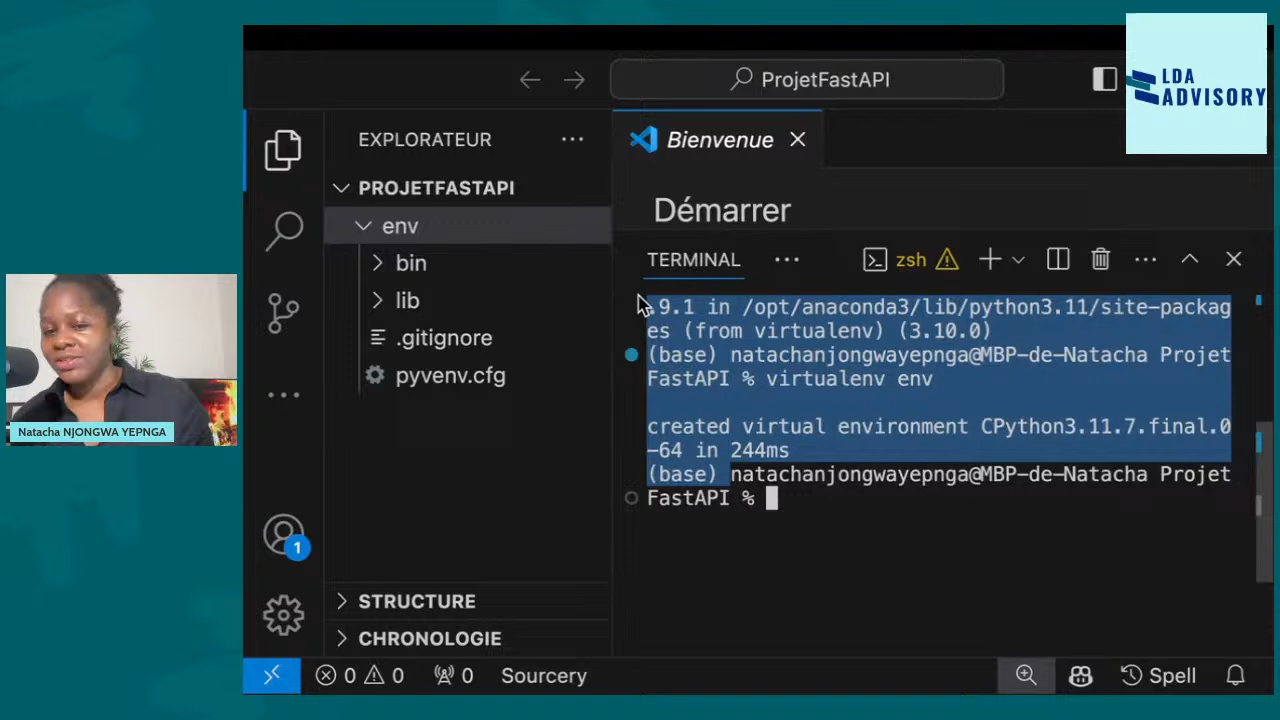 ProjetFastAPI
LDA
ADVISORY
EXPLORATEUR
Bienvenue
PROJETFASTAPI
Démarrer
env
bin
TERMINAL
zsh
lib
.9.1 in /opt/anaconda3/lib/python3.11/site-packag
es (from virtualenv) (3.10.0)
.gitignore
(base) natachanjongwayepnga@MBP-de-Natacha Projet
FastAPI % virtualenv env
pyvenv.cfg
created virtual environment CPython3.11.7.final.0
-64 in 244ms
(base) natachanjongwayepnga@MBP-de-Natacha Projet
FastAPI %
Natacha NJONGWA YEPNGA
1
STRUCTURE
CHRONOLOGIE
0 0 0 Sourcery
Spell